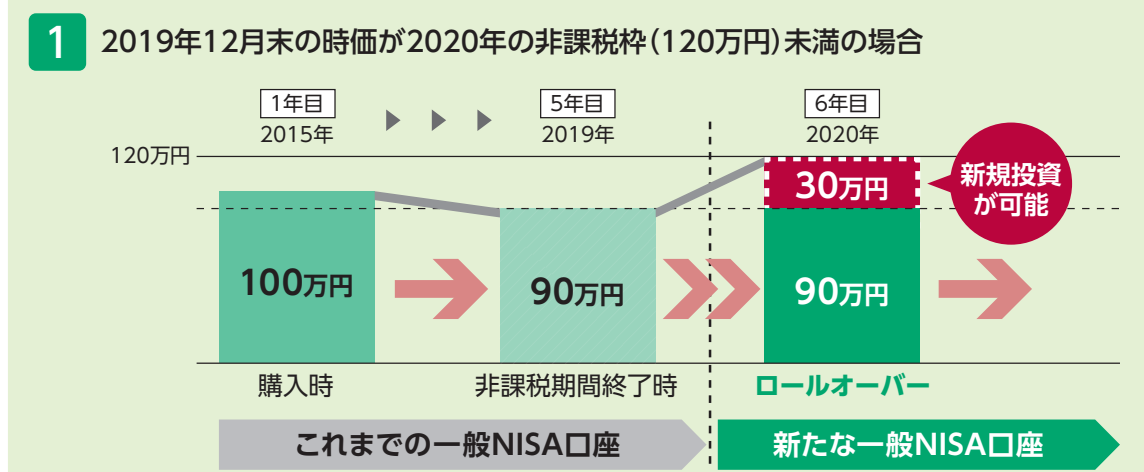 1 2019年12月末の時価が2020年の非課税枠(120万円)未満の場合
1年目 5年目 6年目
2015年 2019年 2020年
120万円
30万円
新規投資
が可能
100万円 90万円 90万円
購入時 非課税期間終了時 ロールオーバー
これまでの一般NISA口座 新たな一般NISA口座